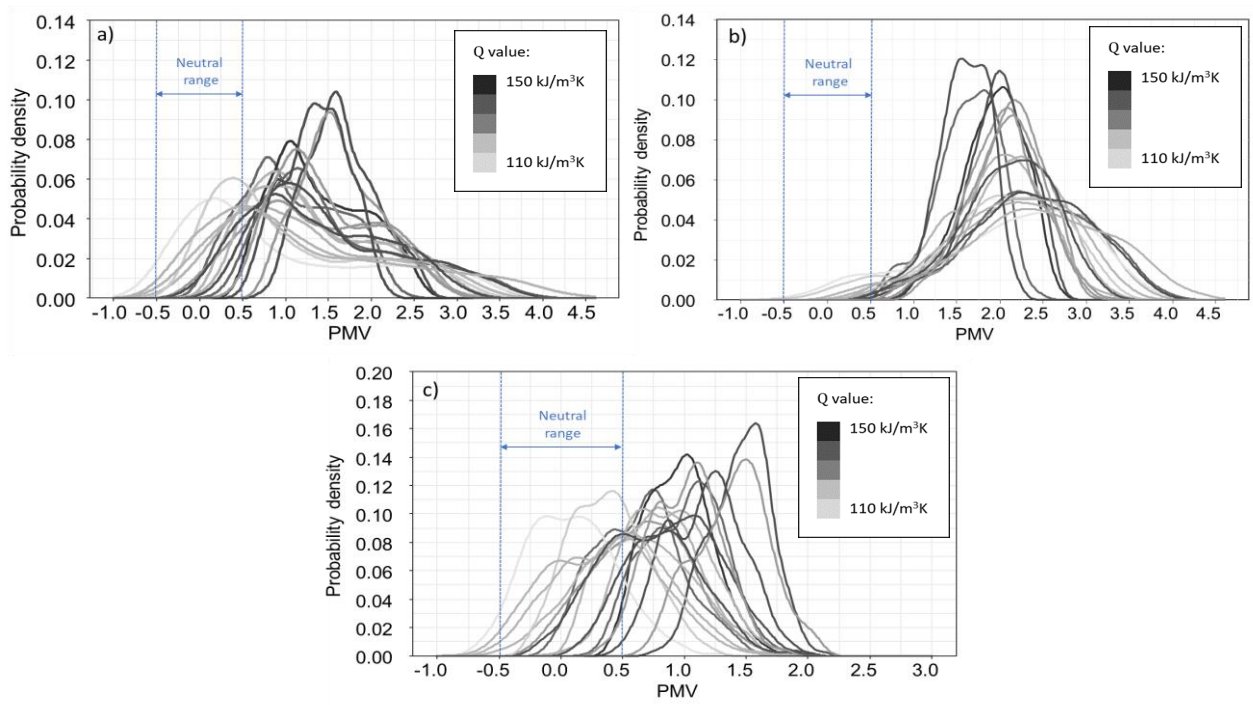 a)
Probability density
0.14
0.12
0.10
0.08
0.06
0.04
0.02
0.00
Neutral
range
Q value:
150 kJ/m³K
110 kJ/m³K
-1.0 -0.5 0.0 0.5 1.0 1.5 2.0 2.5 3.0 3.5 4.0 4.5
PMV
b)
Probability density
0.14
0.12
0.10
0.08
0.06
0.04
0.02
0.00
Neutral
range
Q value:
150 kJ/m³K
110 kJ/m³K
-1.0 -0.5 0.0 0.5 1.0 1.5 2.0 2.5 3.0 3.5 4.0 4.5
PMV
c)
Probability density
0.20
0.18
0.16
0.14
0.12
0.10
0.08
0.06
0.04
0.02
0.00
Neutral
range
Q value:
150 kJ/m³K
110 kJ/m³K
-1.0 -0.5 0.0 0.5 1.0 1.5 2.0 2.5 3.0
PMV